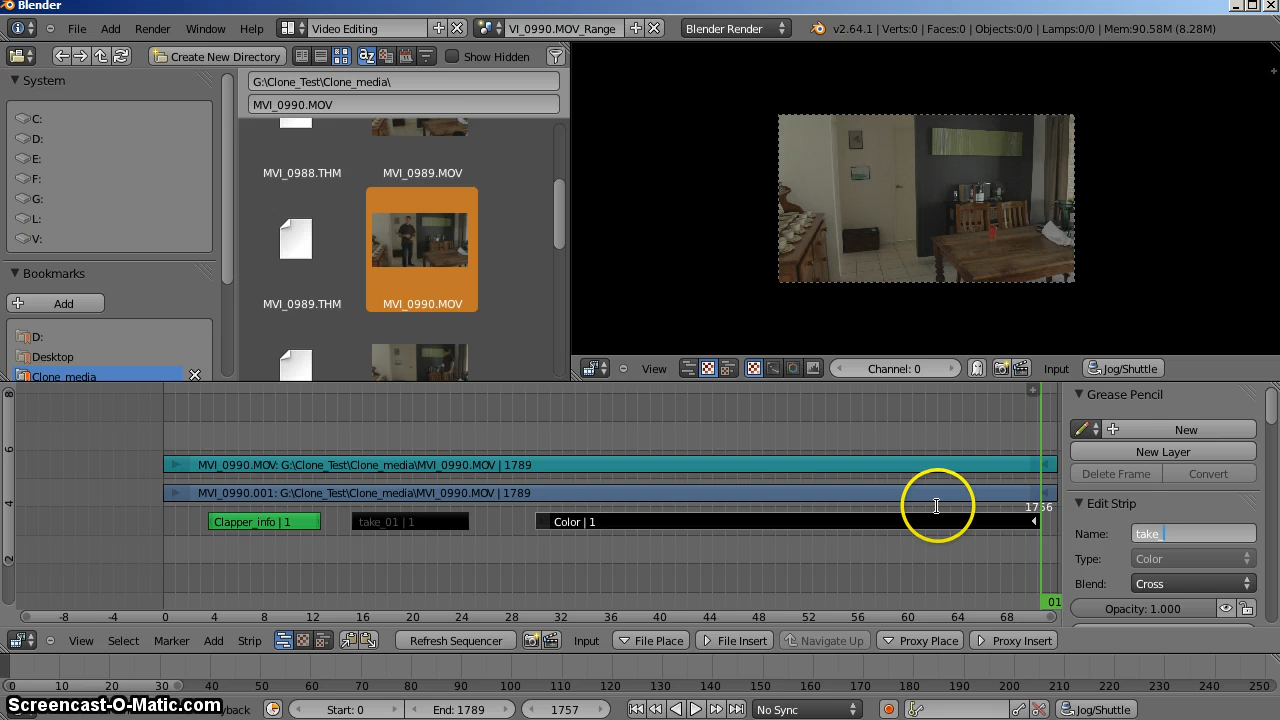 Blender
File Add Render Window Help Video Editing VI_0990.MOV_Range Blender Render v2.64.1 | Verts:0 | Faces:0 | Objects:0/0 | Lamps:0/0 | Mem:90.58M (8.28M)
Create New Directory Show Hidden
System
G:\Clone_Test\Clone_media\
MVI_0990.MOV
C:
D:
E:
F:
G:
L:
V:
MVI_0988.THM MVI_0989.MOV
MVI_0989.THM MVI_0990.MOV
Bookmarks
Add
D:
Desktop
Clone_media
View Channel: 0 Input Jog/Shuttle
8
6
4
2
MVI_0990.MOV: G:\Clone_Test\Clone_media\MVI_0990.MOV | 1789
MVI_0990.001: G:\Clone_Test\Clone_media\MVI_0990.MOV | 1789
1756
Clapper_info | 1 take_01 | 1 Color | 1
01
-8 -4 0 4 8 12 16 20 24 28 32 36 40 44 48 52 56 60 64 68
Grease Pencil
New
New Layer
Delete Frame Convert
Edit Strip
Name: take_
Type: Color
Blend: Cross
Opacity: 1.000
View Select Marker Add Strip Refresh Sequencer Input File Place File Insert Navigate Up Proxy Place Proxy Insert
0 10 20 30 40 50 60 70 80 90 100 110 120 130 140 150 160 170 180 190 200 210 220 230 240 250
Screencast-O-Matic.com
yback Start: 0 End: 1789 1757 No Sync Jog/Shuttle